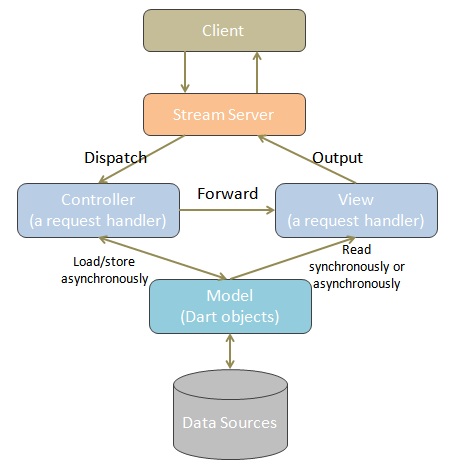 Client
Stream Server
Dispatch
Output
Controller
(a request handler)
Forward
View
(a request handler)
Load/store
asynchronously
Read
synchronously or
asynchronously
Model
(Dart objects)
Data Sources